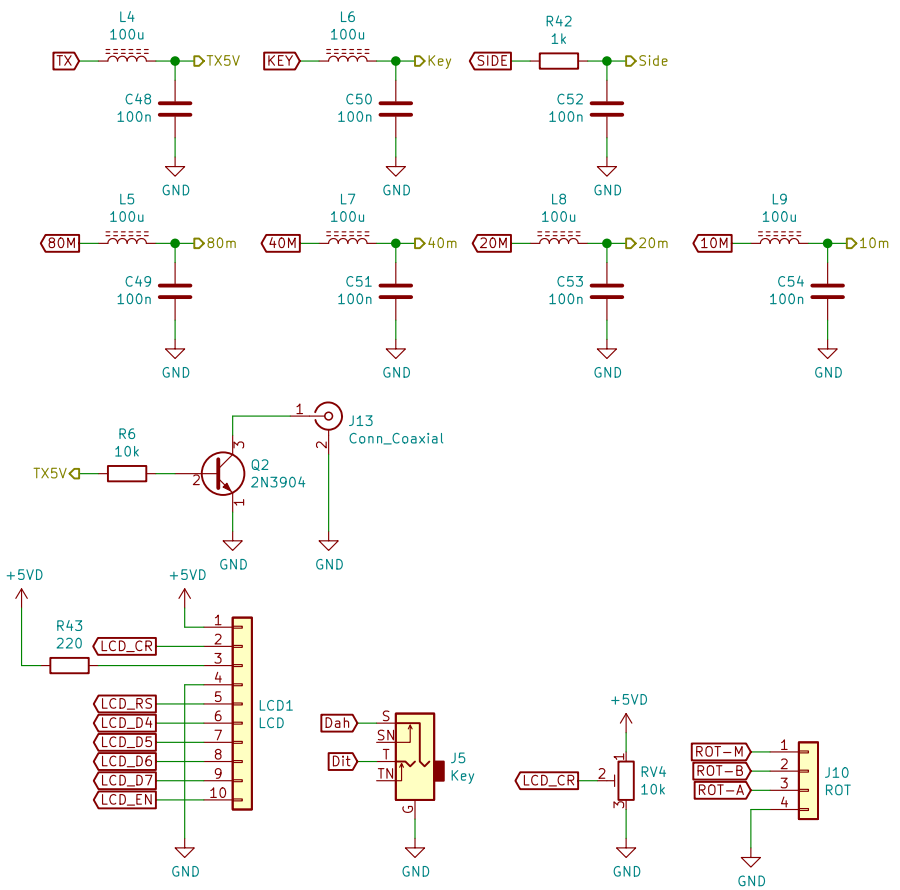 L4
100u
TX
TX5V
C48
100n
GND
L6
100u
KEY
Key
C50
100n
GND
R42
1k
SIDE
Side
C52
100n
GND
L5
100u
80M
80m
C49
100n
GND
L7
100u
40M
40m
C51
100n
GND
L8
100u
20M
20m
C53
100n
GND
L9
100u
10M
10m
C54
100n
GND
R6
10k
TX5V
2
3
1
Q2
2N3904
GND
1
2
J13
Conn_Coaxial
GND
+5VD
+5VD
R43
220
LCD_CR
LCD_RS
LCD_D4
LCD_D5
LCD_D6
LCD_D7
LCD_EN
1
2
3
4
5
6
7
8
9
10
LCD1
LCD
GND
Dah
Dit
S
SN
T
TN
G
J5
Key
GND
+5VD
LCD_CR
2
1
3
RV4
10k
GND
ROT-M
ROT-B
ROT-A
1
2
3
4
J10
ROT
GND